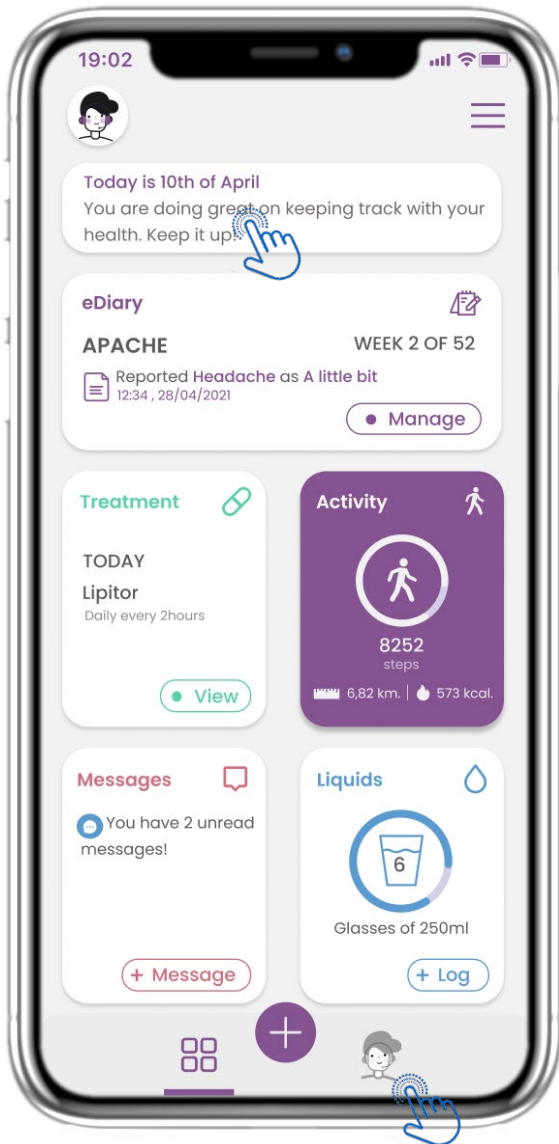 19:02
Today is 10th of April
You are doing great on keeping track with your
health. Keep it up!
eDiary
APACHE
WEEK 2 OF 52
Reported Headache as A little bit
12:34 , 28/04/2021
Manage
Treatment
TODAY
Lipitor
Daily every 2hours
View
Activity
8252
steps
6,82 km. | 573 kcal.
Messages
You have 2 unread
messages!
+ Message
Liquids
6
Glasses of 250ml
+ Log